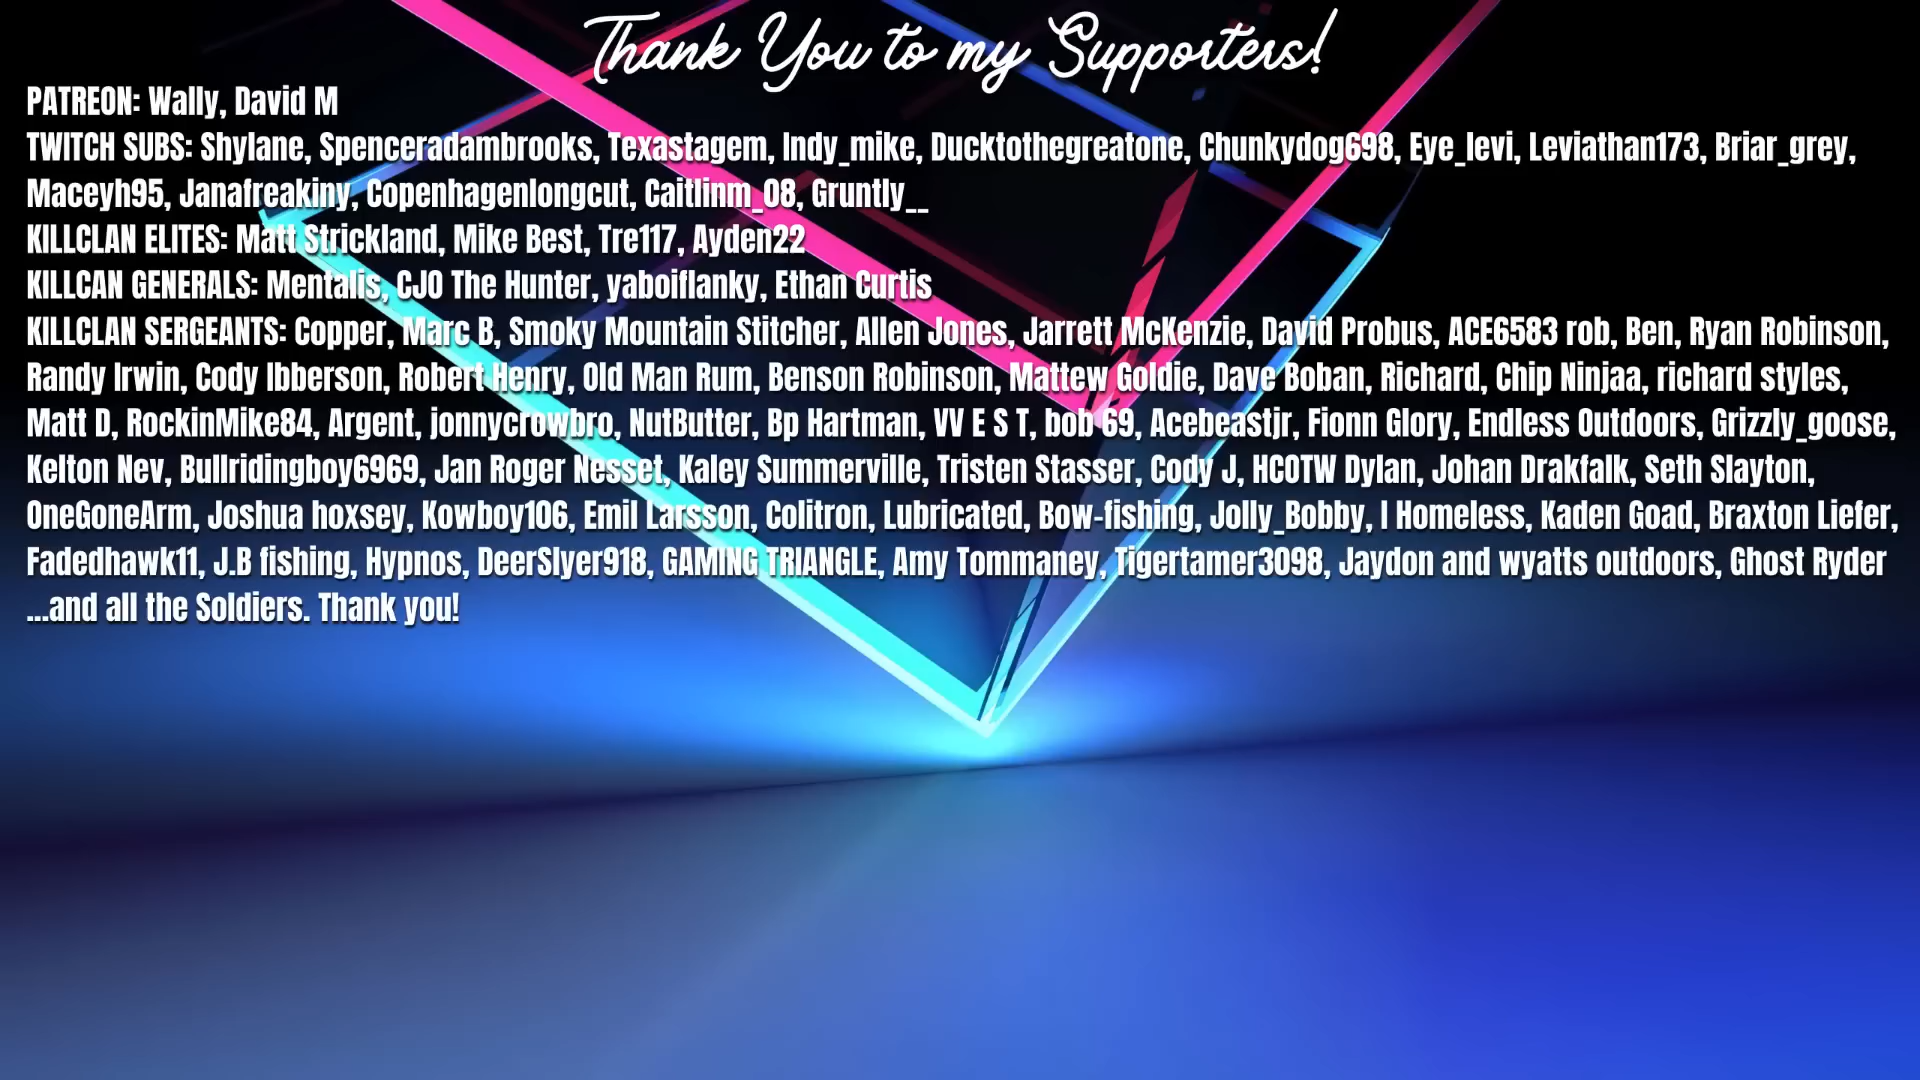 Thank You to my Supporters!
PATREON: Wally, David M
TWITCH SUBS: Shylane, Spenceradambrooks, Texastagem, Indy_mike, Ducktothegreatone, Chunkydog698, Eye_levi, Leviathan173, Briar_grey,
Maceyh95, Janafreakiny, Copenhagenlongcut, Caitlinm_08, Gruntly__
KILLCLAN ELITES: Matt Strickland, Mike Best, Tre117, Ayden22
KILLCAN GENERALS: Mentalis, CJO The Hunter, yaboiflanky, Ethan Curtis
KILLCLAN SERGEANTS: Copper, Marc B, Smoky Mountain Stitcher, Allen Jones, Jarrett McKenzie, David Probus, ACE6583 rob, Ben, Ryan Robinson,
Randy Irwin, Cody Ibberson, Robert Henry, Old Man Rum, Benson Robinson, Mattew Goldie, Dave Boban, Richard, Chip Ninjaa, richard styles,
Matt D, RockinMike84, Argent, jonnycrowbro, NutButter, Bp Hartman, VV E S T, bob 69, Acebeastjr, Fionn Glory, Endless Outdoors, Grizzly_goose,
Kelton Nev, Bullridingboy6969, Jan Roger Nesset, Kaley Summerville, Tristen Stasser, Cody J, HCOTW Dylan, Johan Drakfalk, Seth Slayton,
OneGoneArm, Joshua hoxsey, Kowboy106, Emil Larsson, Colitron, Lubricated, Bow-fishing, Jolly_Bobby, I Homeless, Kaden Goad, Braxton Liefer,
Fadedhawk11, J.B fishing, Hypnos, DeerSlyer918, GAMING TRIANGLE, Amy Tommaney, Tigertamer3098, Jaydon and wyatts outdoors, Ghost Ryder
...and all the Soldiers. Thank you!